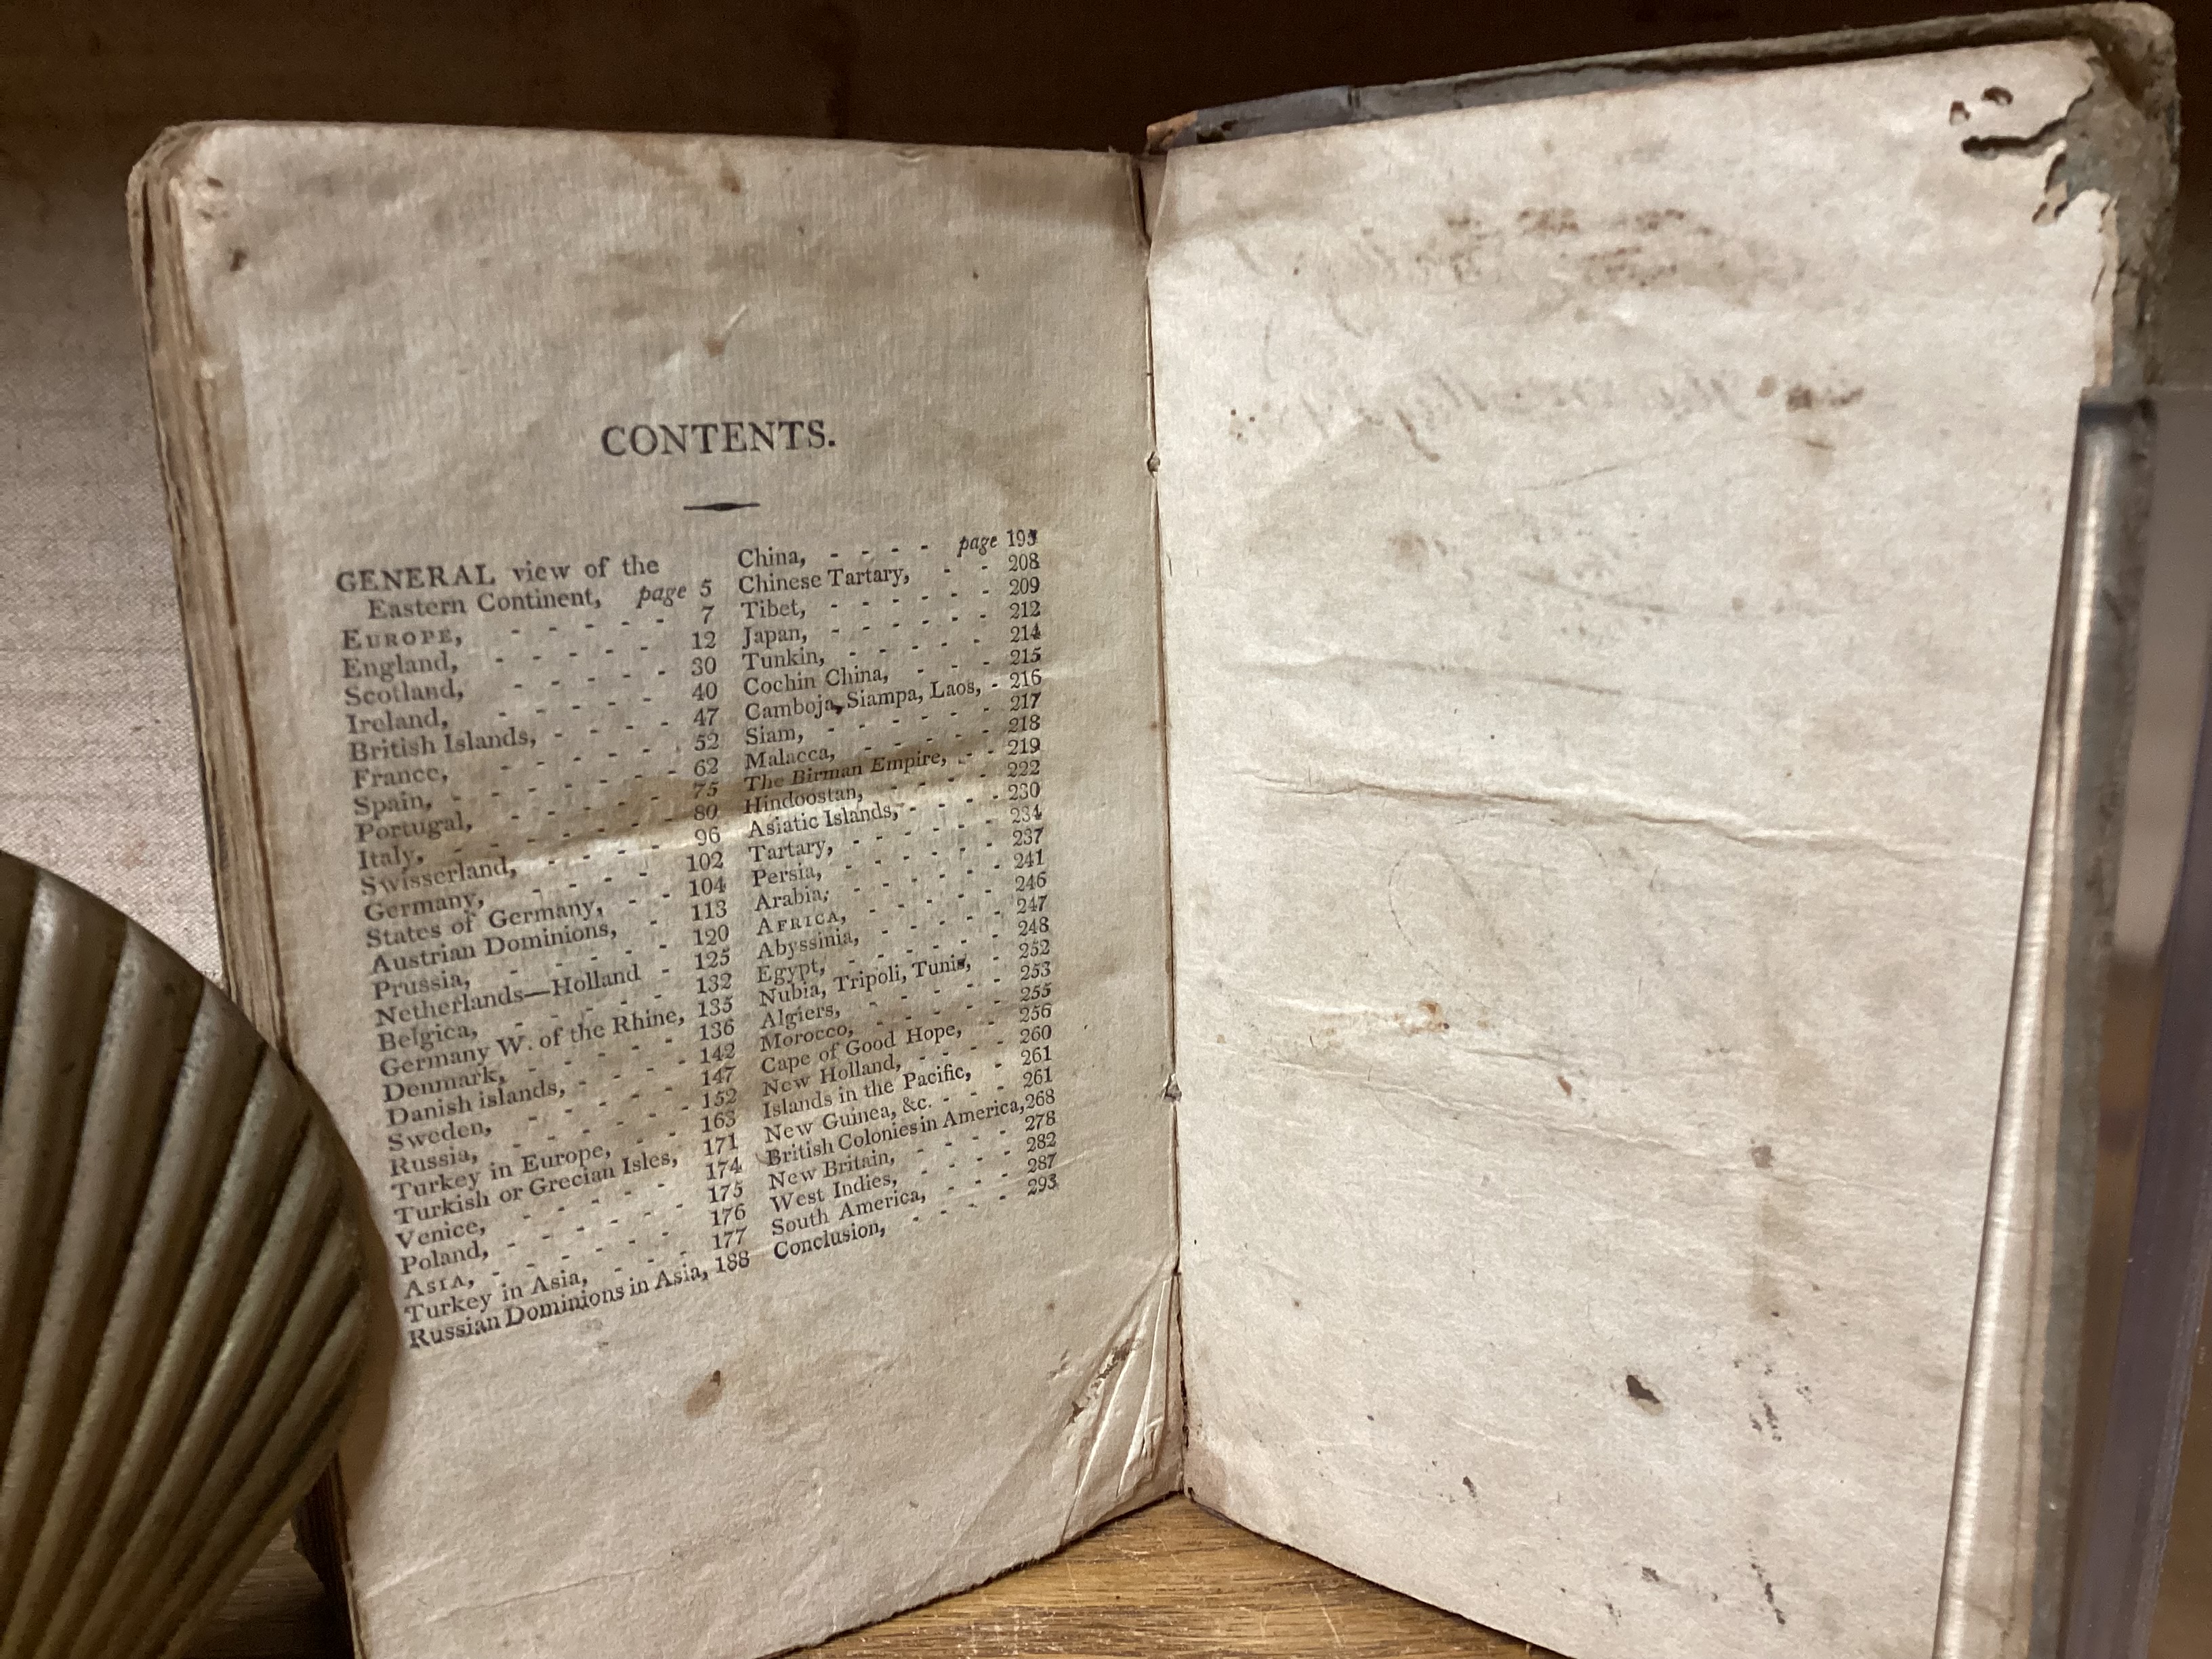 CONTENTS.
GENERAL view of the
Eastern Continent, page 5
EUROPE, - - - - - 7
England, - - - - - 12
Scotland, - - - - 30
Ireland, - - - - - 40
British Islands, - - - - 47
France, - - - - - 52
Spain, - - - - - - 62
Portugal, - - - - - 75
Italy, - - - - - - 80
Swisserland, - - - - 96
Germany, - - - - - 102
States of Germany, - - 104
Austrian Dominions, - 113
Prussia, - - - - - 120
Netherlands—Holland - 125
Belgica, - - - - - 132
Germany W. of the Rhine, 135
Denmark, - - - - - 136
Danish islands, - - - - 142
Sweden, - - - - - 147
Russia, - - - - - - 152
Turkey in Europe, - - - 163
Turkish or Grecian Isles, 171
Venice, - - - - - 174
Poland, - - - - - - 175
ASIA, - - - - - - 176
Turkey in Asia, - - - 177
Russian Dominions in Asia, 188
China, - - - - page 193
Chinese Tartary, - - 208
Tibet, - - - - - - 209
Japan, - - - - - - 212
Tunkin, - - - - - 214
Cochin China, - - - 215
Camboja, Siampa, Laos, - 216
Siam, - - - - - - 217
Malacca, - - - - - 218
The Birman Empire, - - 219
Hindoostan, - - - - 222
Asiatic Islands, - - - - 230
Tartary, - - - - - 234
Persia, - - - - - - 237
Arabia, - - - - - 241
AFRICA, - - - - - 246
Abyssinia, - - - - - 247
Egypt, - - - - - - 248
Nubia, Tripoli, Tunis, - 252
Algiers, - - - - - 253
Morocco, - - - - - 255
Cape of Good Hope, - 256
New Holland, - - - - 260
Islands in the Pacific, - 261
New Guinea, &c. - - - 261
British Colonies in America, 268
New Britain, - - - - 278
West Indies, - - - - 282
South America, - - - 287
Conclusion, - - - - 293